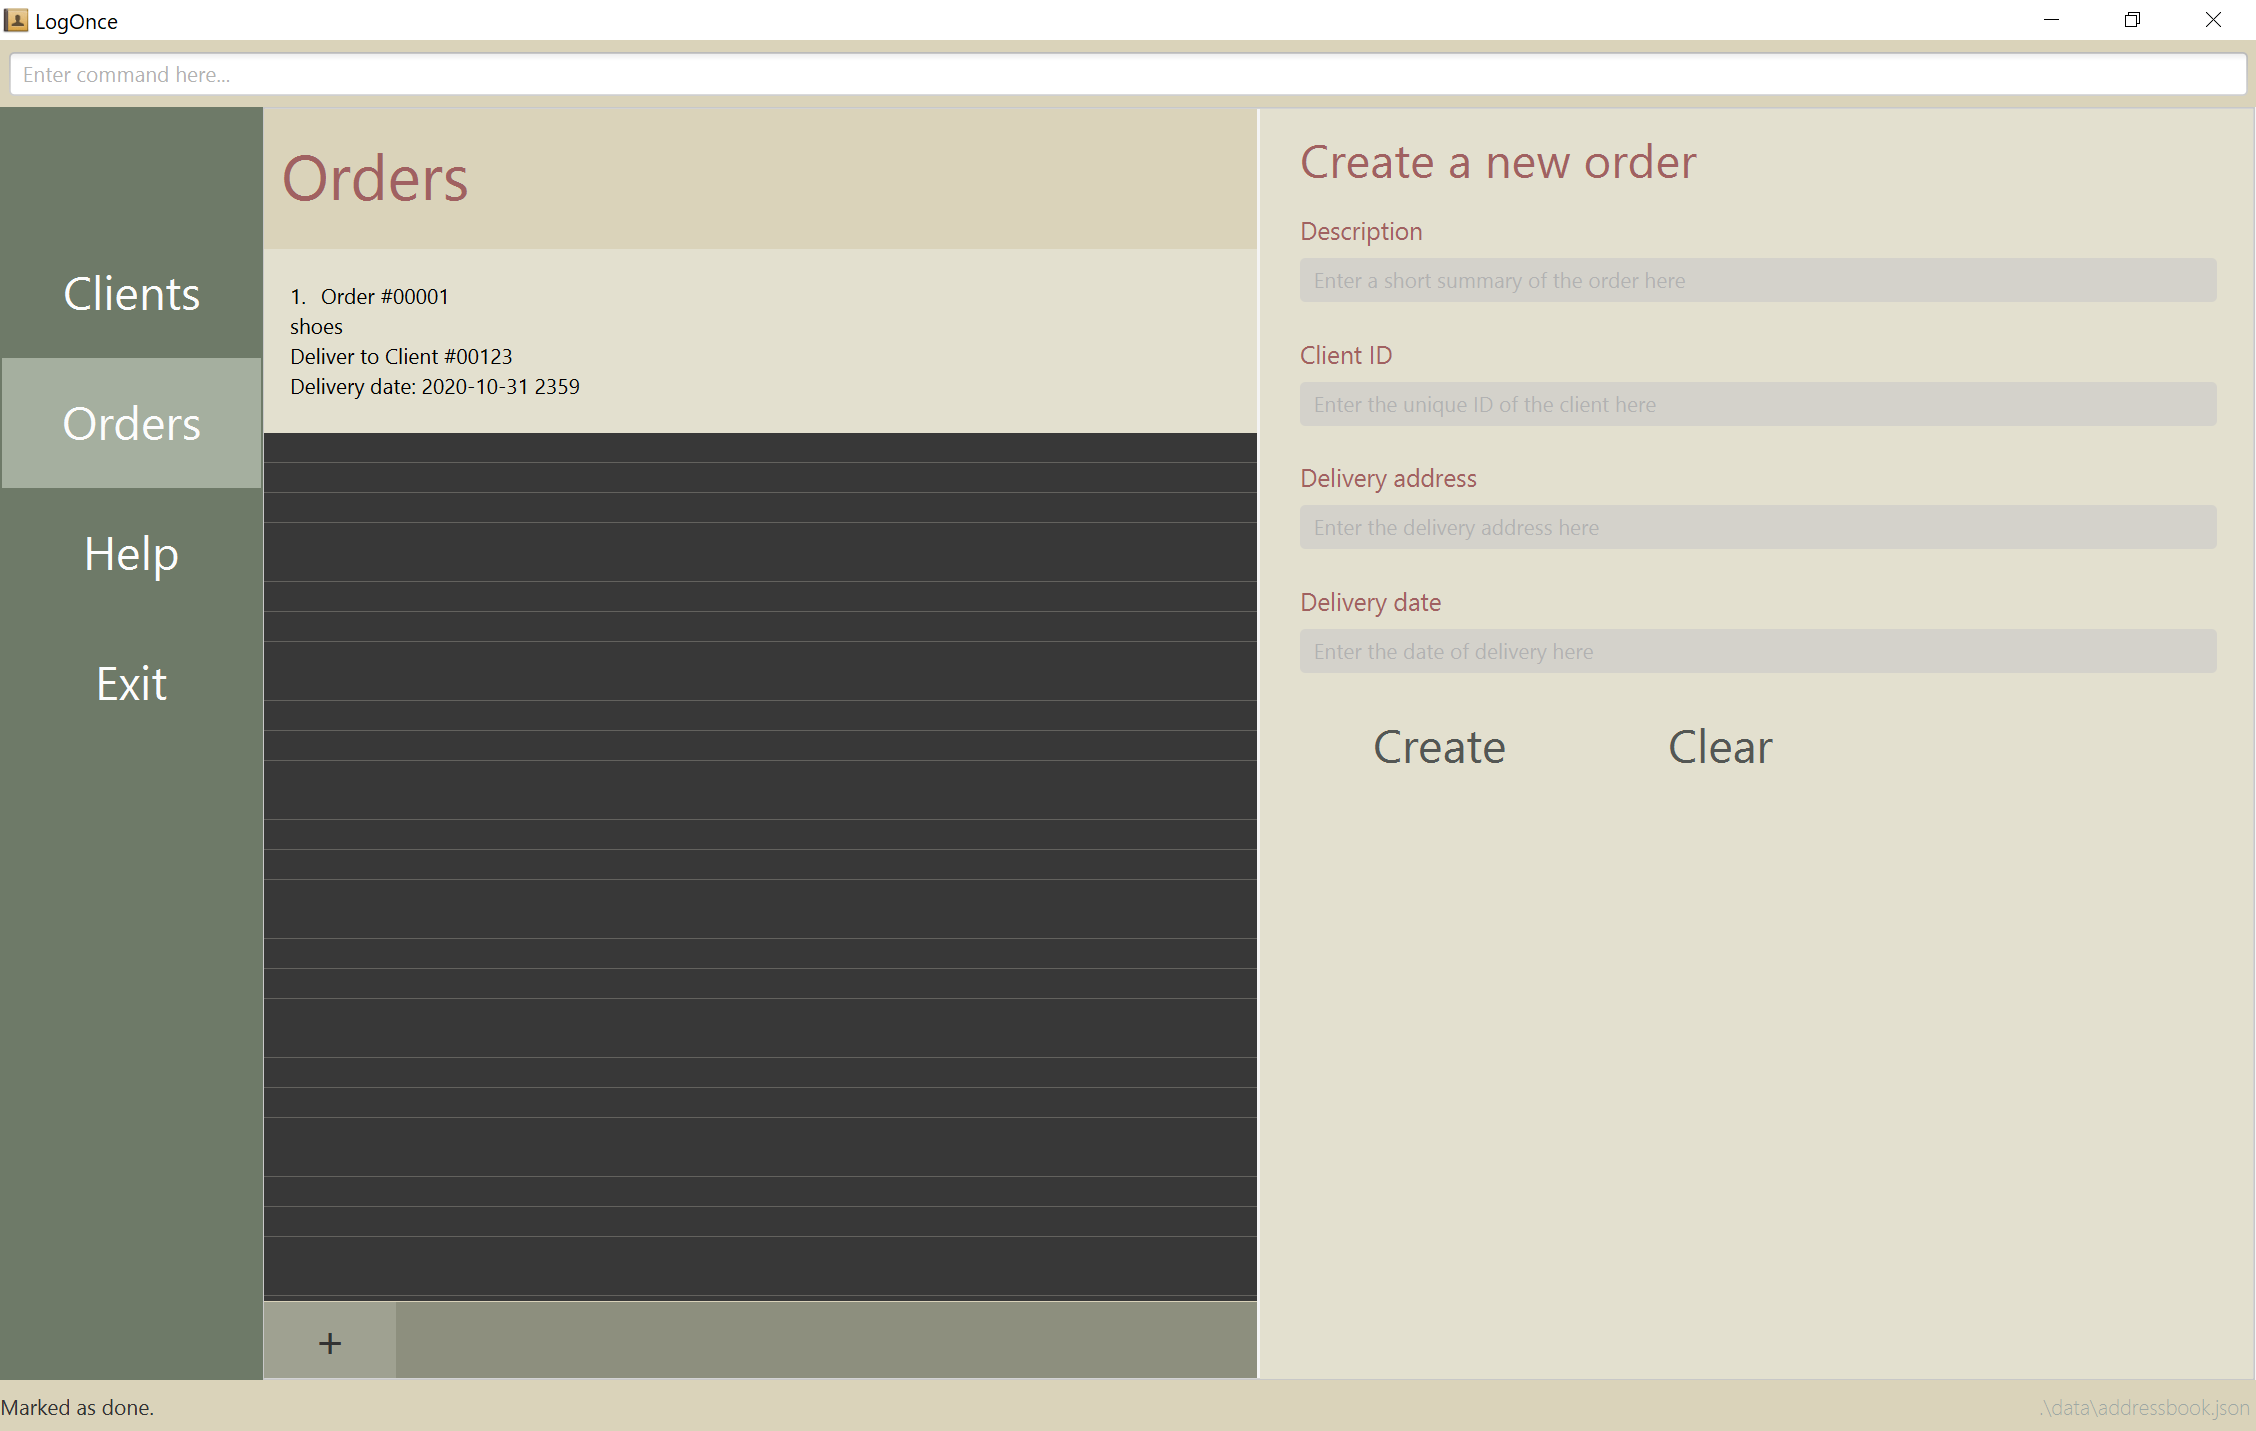 LogOnce
Enter command here...
Clients
Orders
Help
Exit
Orders
1. Order #00001
shoes
Deliver to Client #00123
Delivery date: 2020-10-31 2359
+
Create a new order
Description
Enter a short summary of the order here
Client ID
Enter the unique ID of the client here
Delivery address
Enter the delivery address here
Delivery date
Enter the date of delivery here
Create Clear
Marked as done.
.\data\addressbook.json